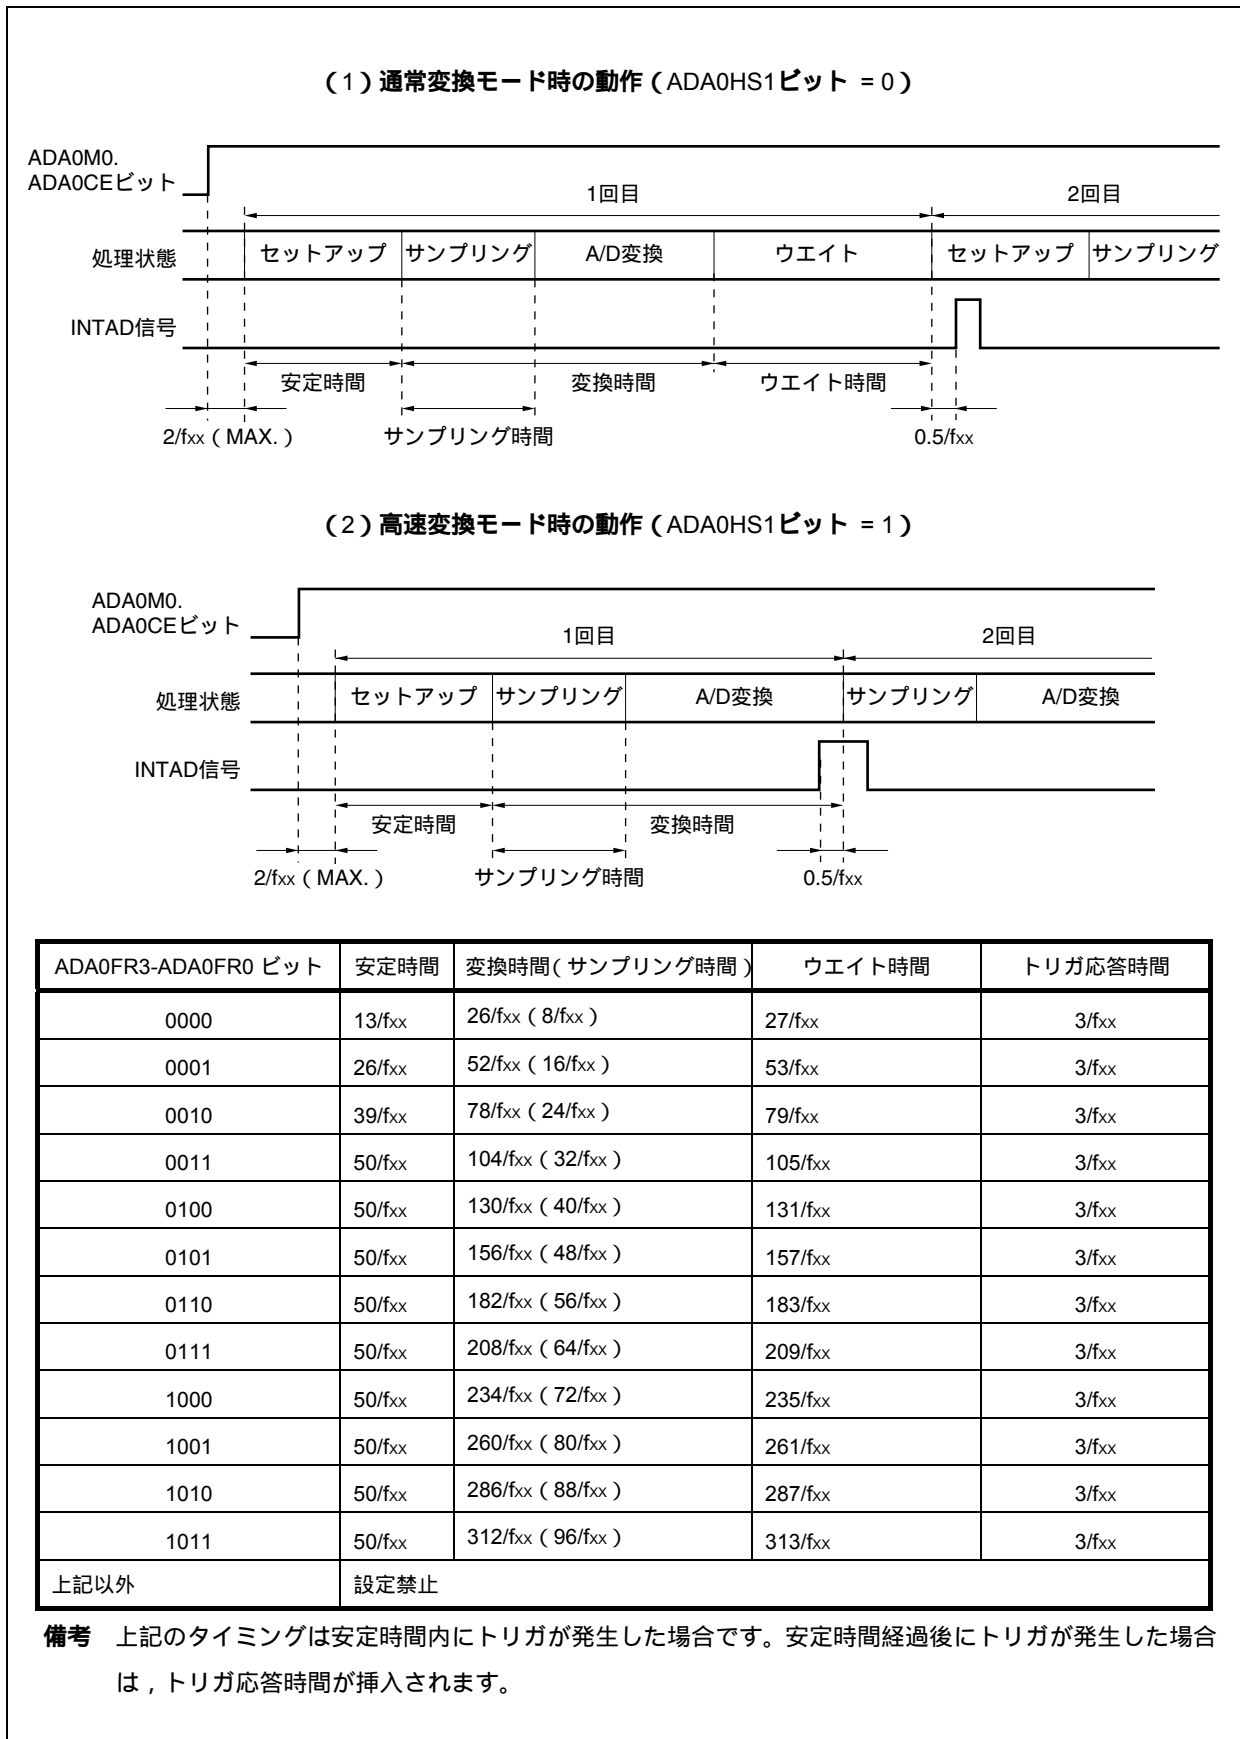 (1)通常変換モード時の動作(ADA0HS1ビット = 0)
ADA0M0.
ADA0CEビット
1回目 2回目
処理状態 セットアップ サンプリング A/D変換 ウエイト セットアップ サンプリング
INTAD信号
安定時間 変換時間 ウエイト時間
2/fxx(MAX.) サンプリング時間 0.5/fxx
(2)高速変換モード時の動作(ADA0HS1ビット = 1)
ADA0M0.
ADA0CEビット
1回目 2回目
処理状態 セットアップ サンプリング A/D変換 サンプリング A/D変換
INTAD信号
安定時間 変換時間
2/fxx(MAX.) サンプリング時間 0.5/fxx
ADA0FR3-ADA0FR0 ビット 安定時間 変換時間(サンプリング時間) ウエイト時間 トリガ応答時間
0000 13/fxx 26/fxx(8/fxx) 27/fxx 3/fxx
0001 26/fxx 52/fxx(16/fxx) 53/fxx 3/fxx
0010 39/fxx 78/fxx(24/fxx) 79/fxx 3/fxx
0011 50/fxx 104/fxx(32/fxx) 105/fxx 3/fxx
0100 50/fxx 130/fxx(40/fxx) 131/fxx 3/fxx
0101 50/fxx 156/fxx(48/fxx) 157/fxx 3/fxx
0110 50/fxx 182/fxx(56/fxx) 183/fxx 3/fxx
0111 50/fxx 208/fxx(64/fxx) 209/fxx 3/fxx
1000 50/fxx 234/fxx(72/fxx) 235/fxx 3/fxx
1001 50/fxx 260/fxx(80/fxx) 261/fxx 3/fxx
1010 50/fxx 286/fxx(88/fxx) 287/fxx 3/fxx
1011 50/fxx 312/fxx(96/fxx) 313/fxx 3/fxx
上記以外 設定禁止
備考 上記のタイミングは安定時間内にトリガが発生した場合です。安定時間経過後にトリガが発生した場合
は,トリガ応答時間が挿入されます。